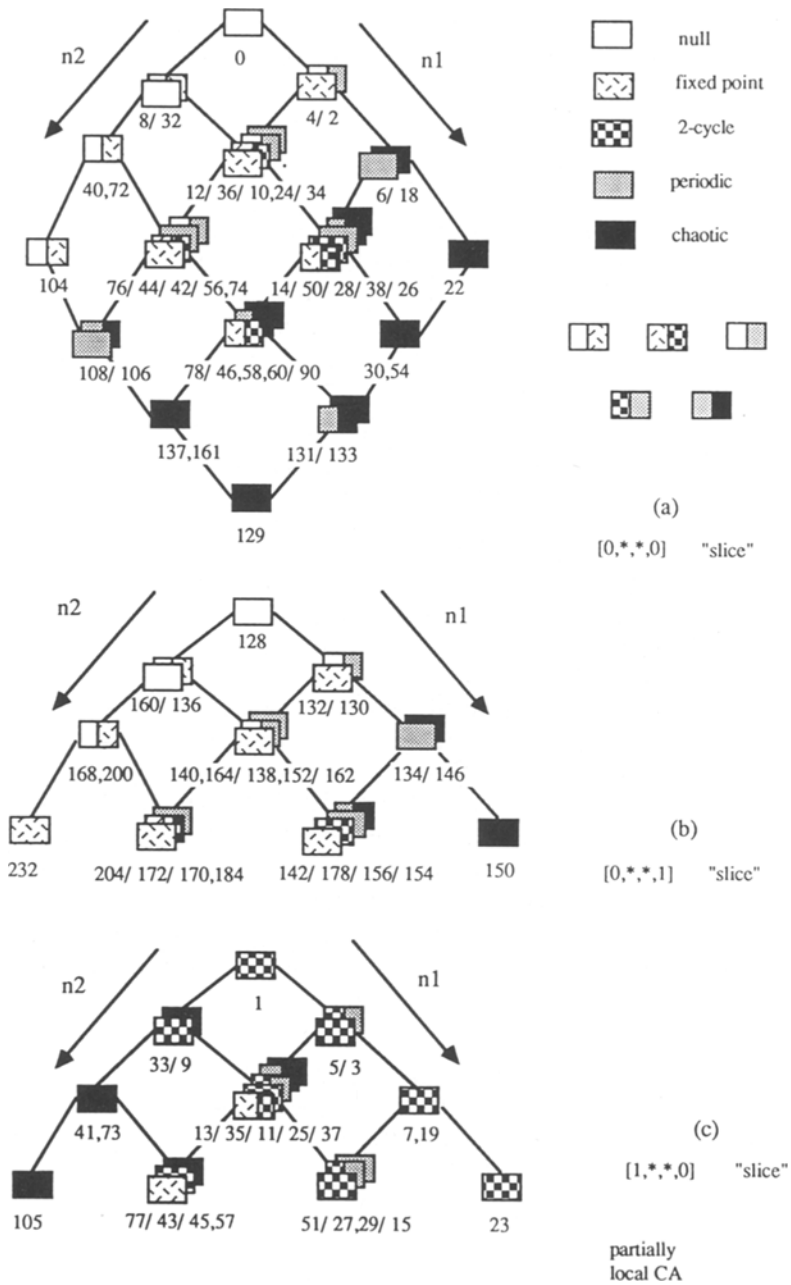 n2
n1
0
null
fixed point
2-cycle
periodic
chaotic
8/ 32
4/ 2
40,72
12/ 36/ 10,24/ 34
6/ 18
104
76/ 44/ 42/ 56,74
14/ 50/ 28/ 38/ 26
22
108/ 106
78/ 46,58,60/ 90
30,54
137,161
131/ 133
129
(a)
[0,*,*,0] "slice"
n2
n1
128
160/ 136
132/ 130
168,200
140,164/ 138,152/ 162
134/ 146
232
204/ 172/ 170,184
142/ 178/ 156/ 154
150
(b)
[0,*,*,1] "slice"
n2
n1
1
33/ 9
5/ 3
41,73
13/ 35/ 11/ 25/ 37
7,19
105
77/ 43/ 45,57
51/ 27,29/ 15
23
(c)
[1,*,*,0] "slice"
partially
local CA